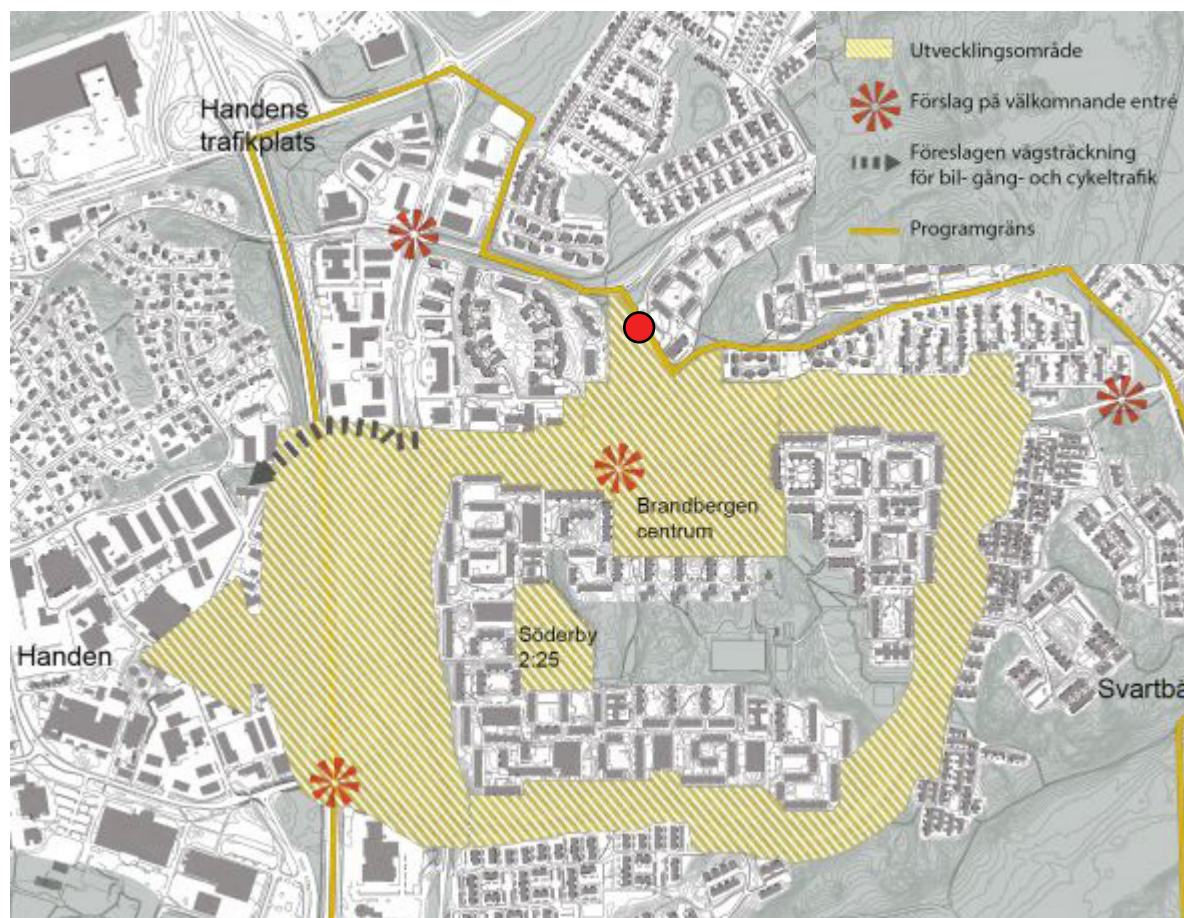 Utvecklingsområde
Förslag på välkomnande entré
Föreslagen vägsträckning
för bil- gång- och cykeltrafik
Programgräns
Handens
trafikplats
Brandbergen
centrum
Söderby
2:25
Handen
Svartbä